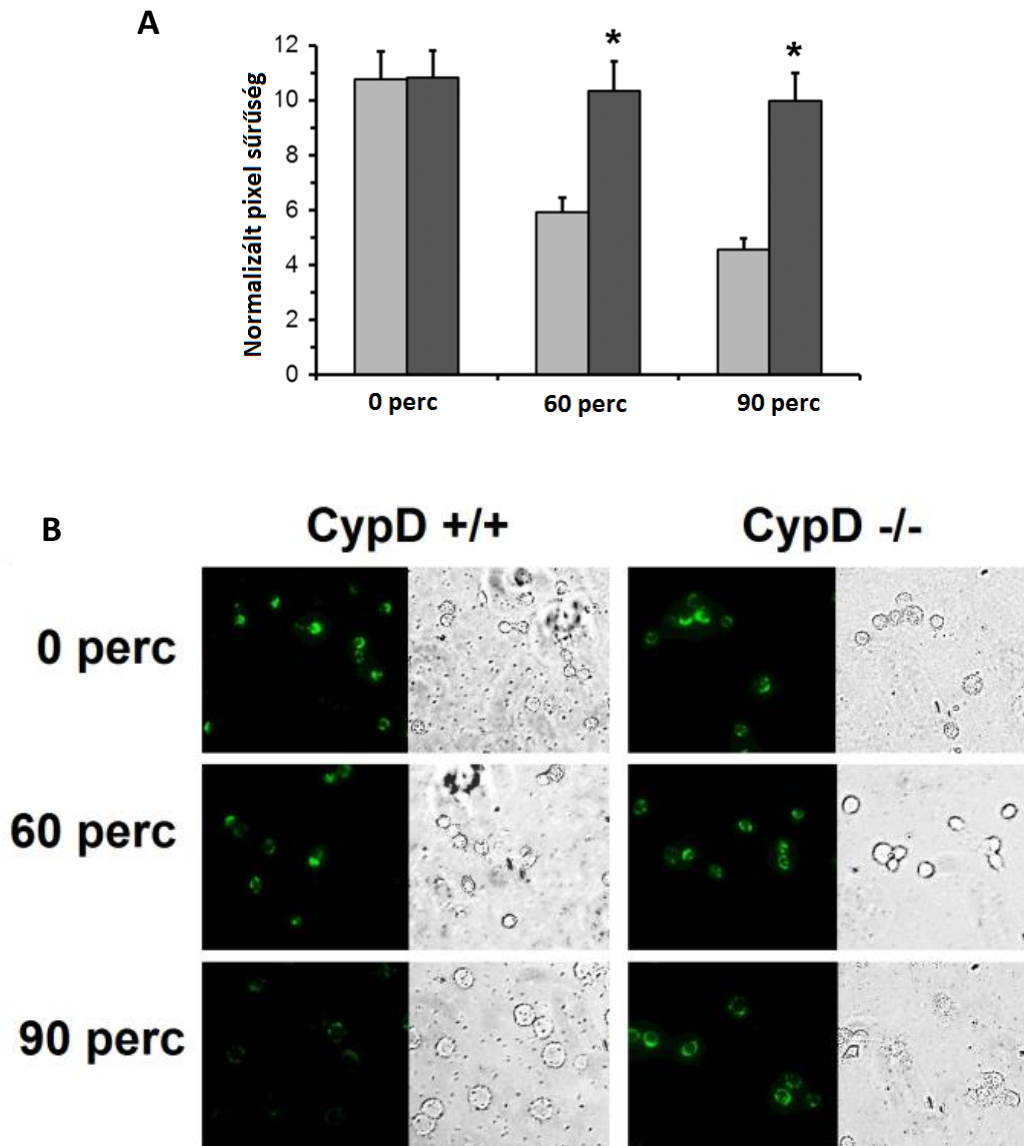 A
Normalizált pixel sűrűség
12
10
8
6
4
2
0
*
*
0 perc
60 perc
90 perc
B
CypD +/+
CypD -/-
0 perc
60 perc
90 perc